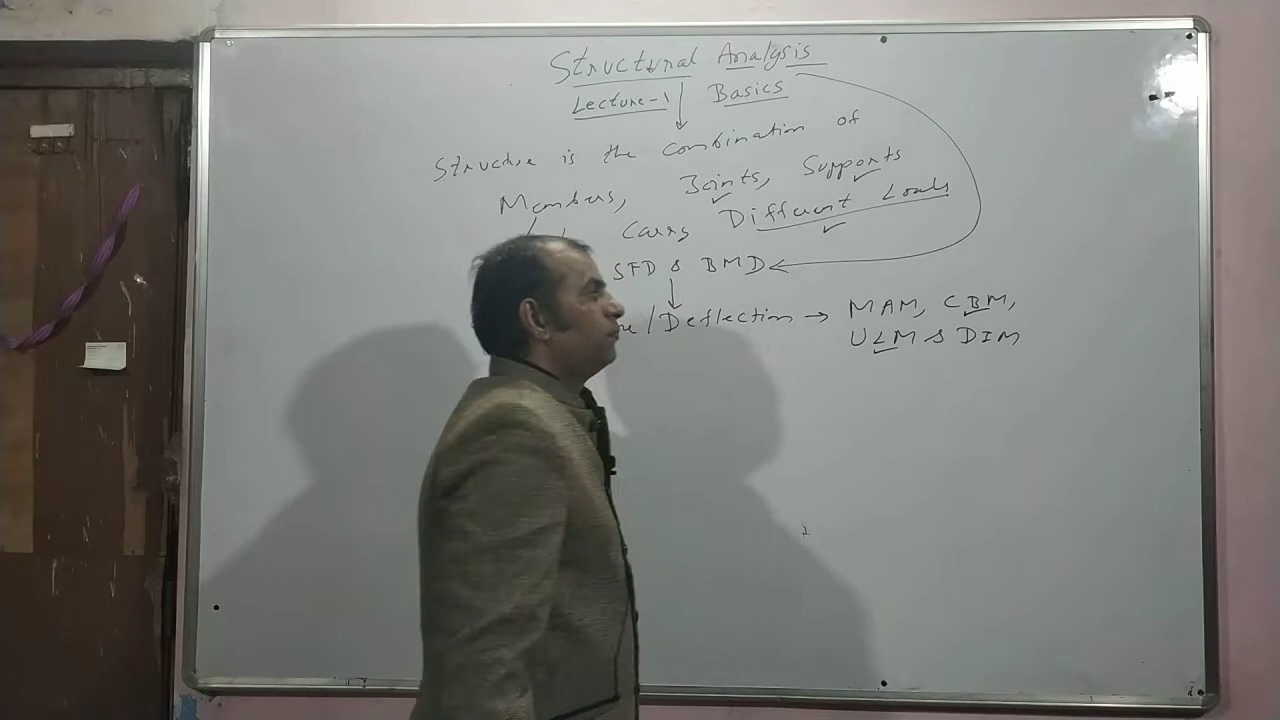 Structural Analysis
Lecture-1 Basics
Structure is the combination of
Members, Joints, Supports
Carry Different Loads
SFD & BMD
/Deflection → MAM, CBM,
ULM & DIM